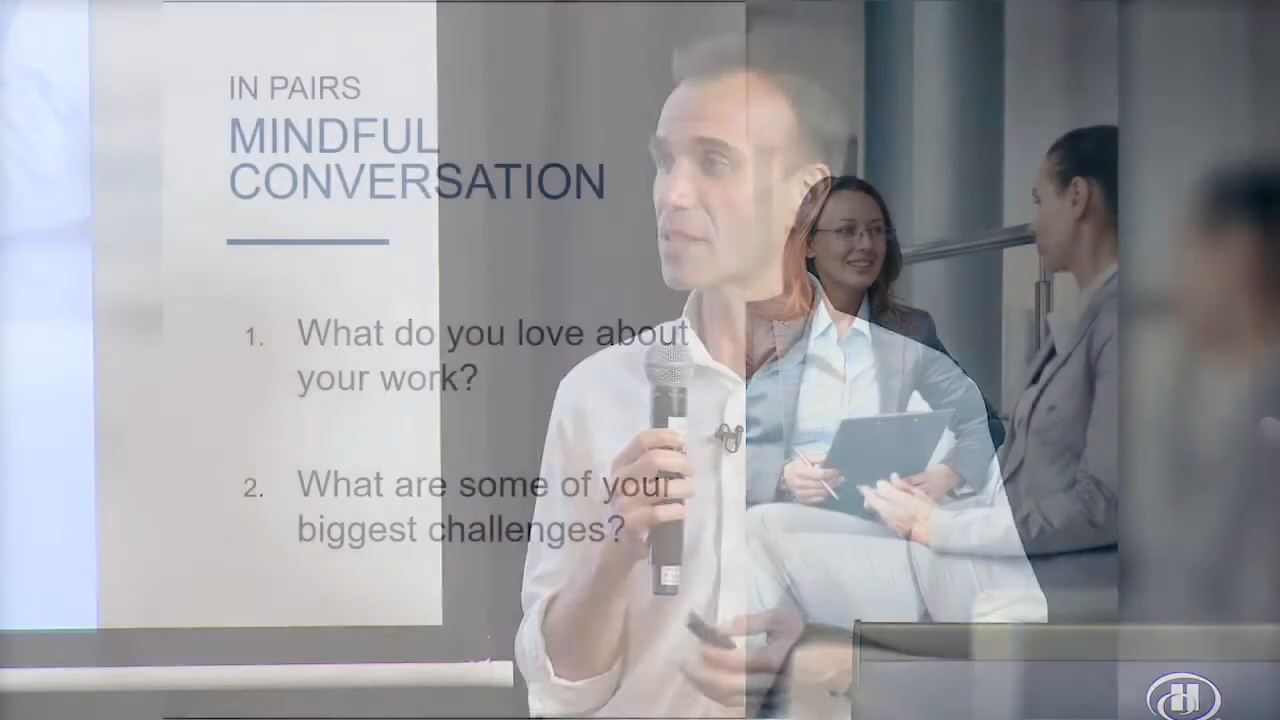 IN PAIRS
MINDFUL
CONVERSATION
1. What do you love about
your work?
2. What are some of your
biggest challenges?
H